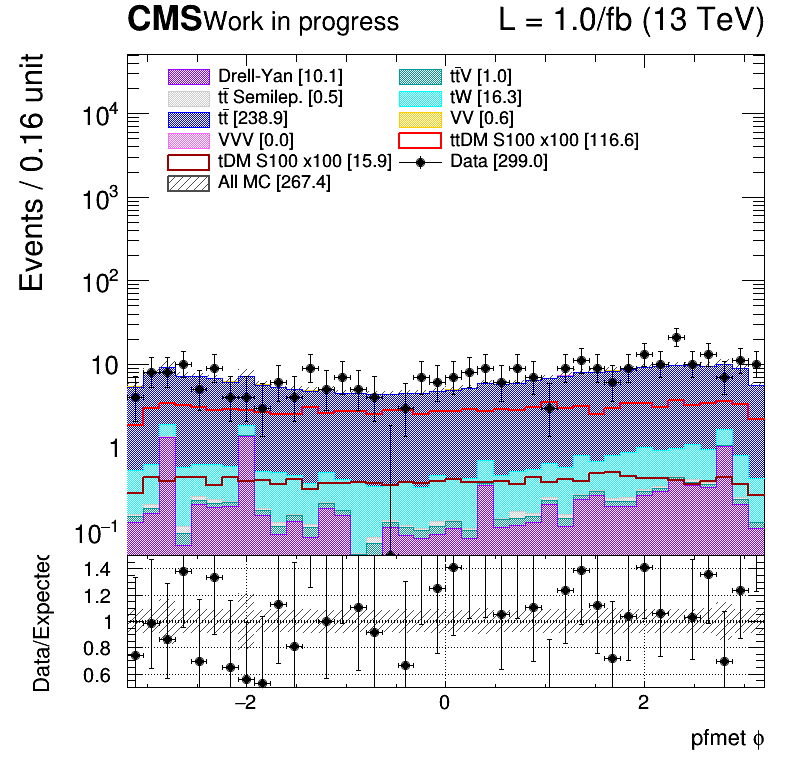 CMS Work in progress L = 1.0/fb (13 TeV)
Events / 0.16 unit
Drell-Yan [10.1] tt̄V [1.0]
tt̄ Semilep. [0.5] tW [16.3]
tt̄ [238.9] VV [0.6]
VVV [0.0] ttDM S100 x100 [116.6]
tDM S100 x100 [15.9] Data [299.0]
All MC [267.4]
10⁴
10³
10²
10
1
10⁻¹
Data/Expected
1.4
1.2
1
0.8
0.6
−2 0 2
pfmet ϕ